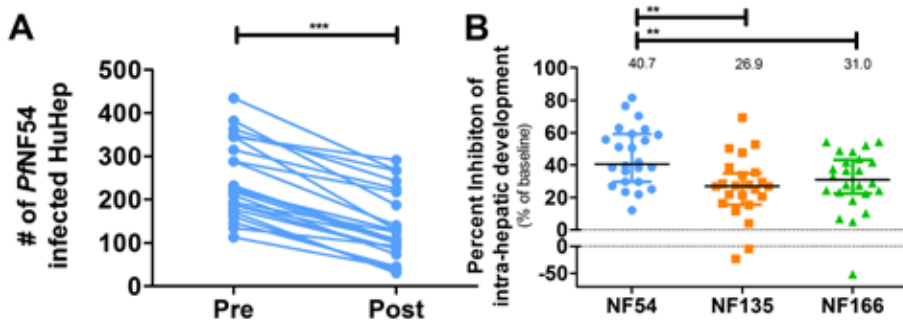 A
***
# of PfNF54
infected HuHep
500
400
300
200
100
0
Pre
Post
B
**
**
40.7
26.9
31.0
Percent Inhibiton of
intra-hepatic development
(% of baseline)
100
80
60
40
20
0
0
-50
NF54
NF135
NF166